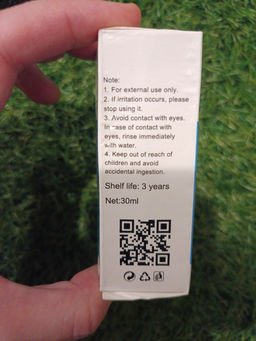 Note:
1. For external use only.
2. If irritation occurs, please
stop using it.
3. Avoid contact with eyes.
In case of contact with
eyes, rinse immediately
with water.
4. Keep out of reach of
children and avoid
accidental ingestion.
Shelf life: 3 years
Net:30ml